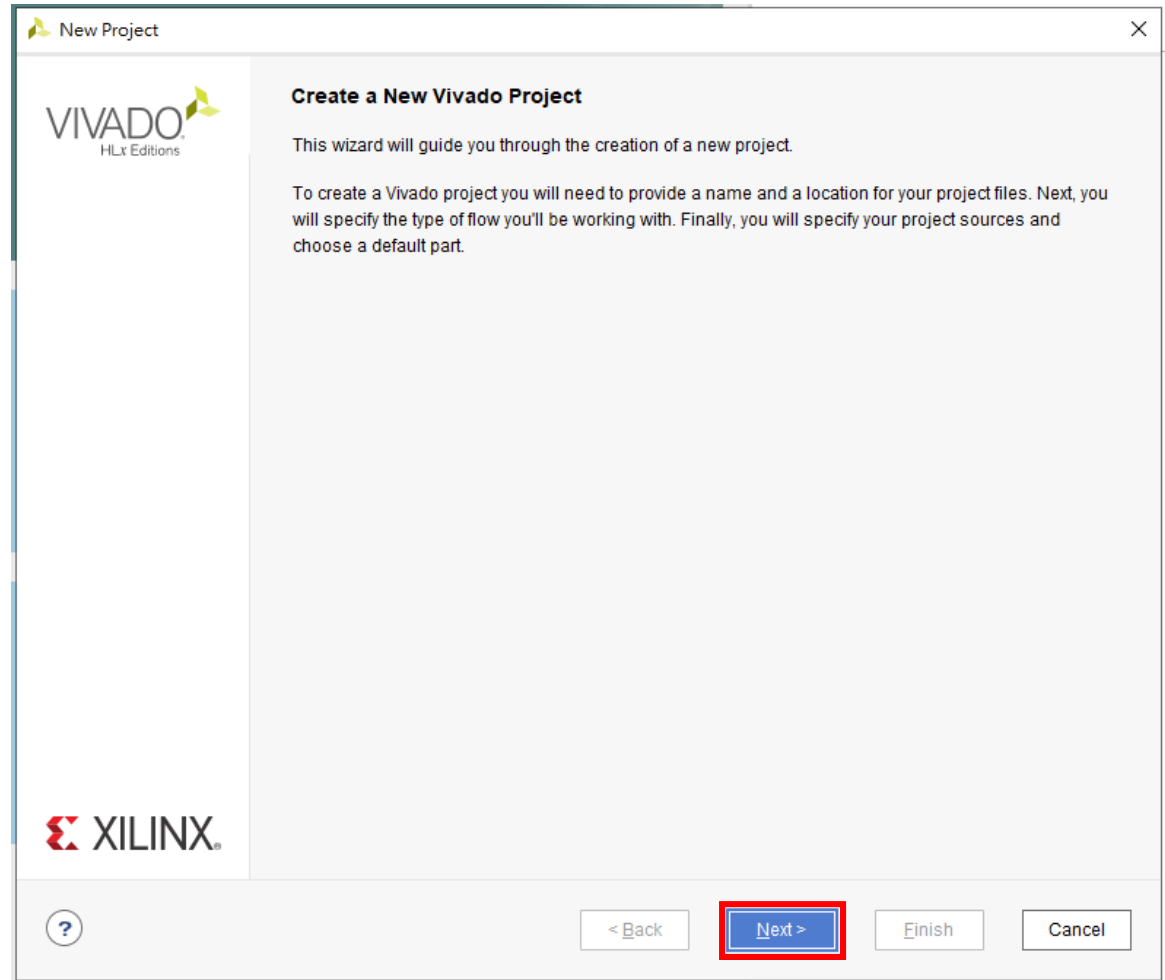 New Project
VIVADO.
HLx Editions
Create a New Vivado Project
This wizard will guide you through the creation of a new project.
To create a Vivado project you will need to provide a name and a location for your project files. Next, you
will specify the type of flow you'll be working with. Finally, you will specify your project sources and
choose a default part.
XILINX®
?
< Back
Next >
Finish
Cancel